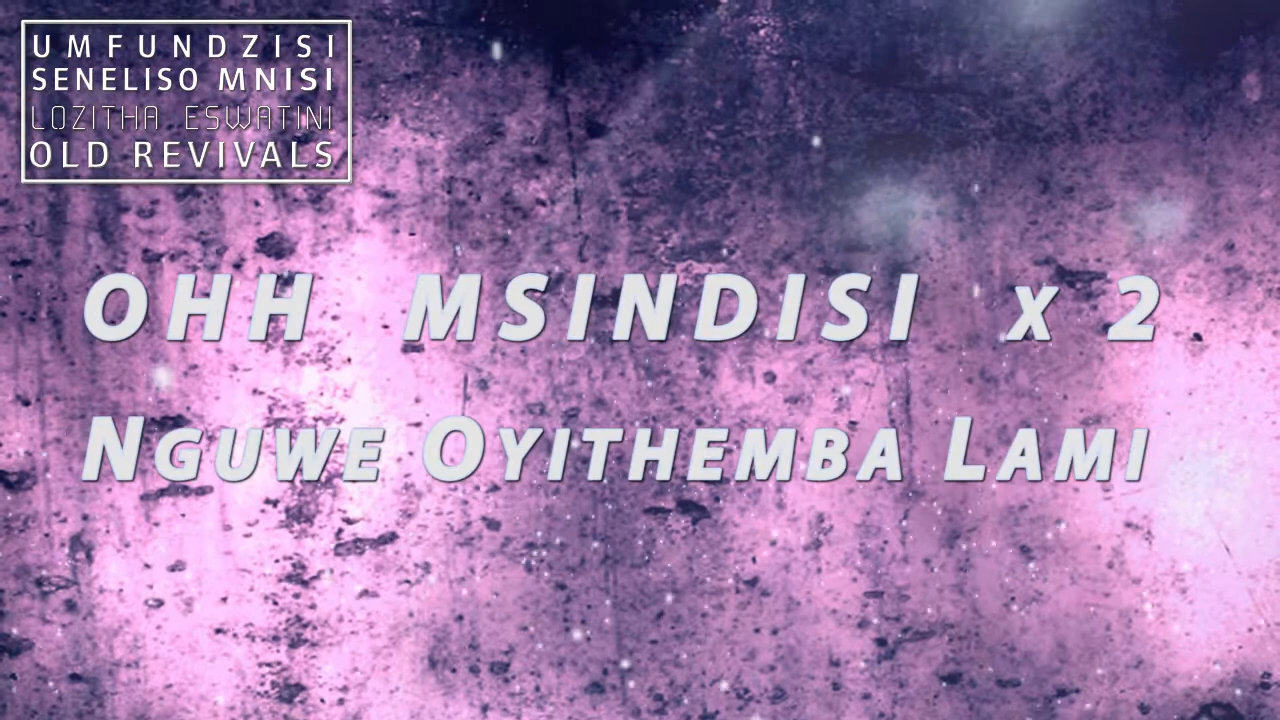 UMFUNDZISI
SENELISO MNISI
LOZITHA ESWATINI
OLD REVIVALS
OHH MSINDISI x 2
NGUWE OYITHEMBA LAMI